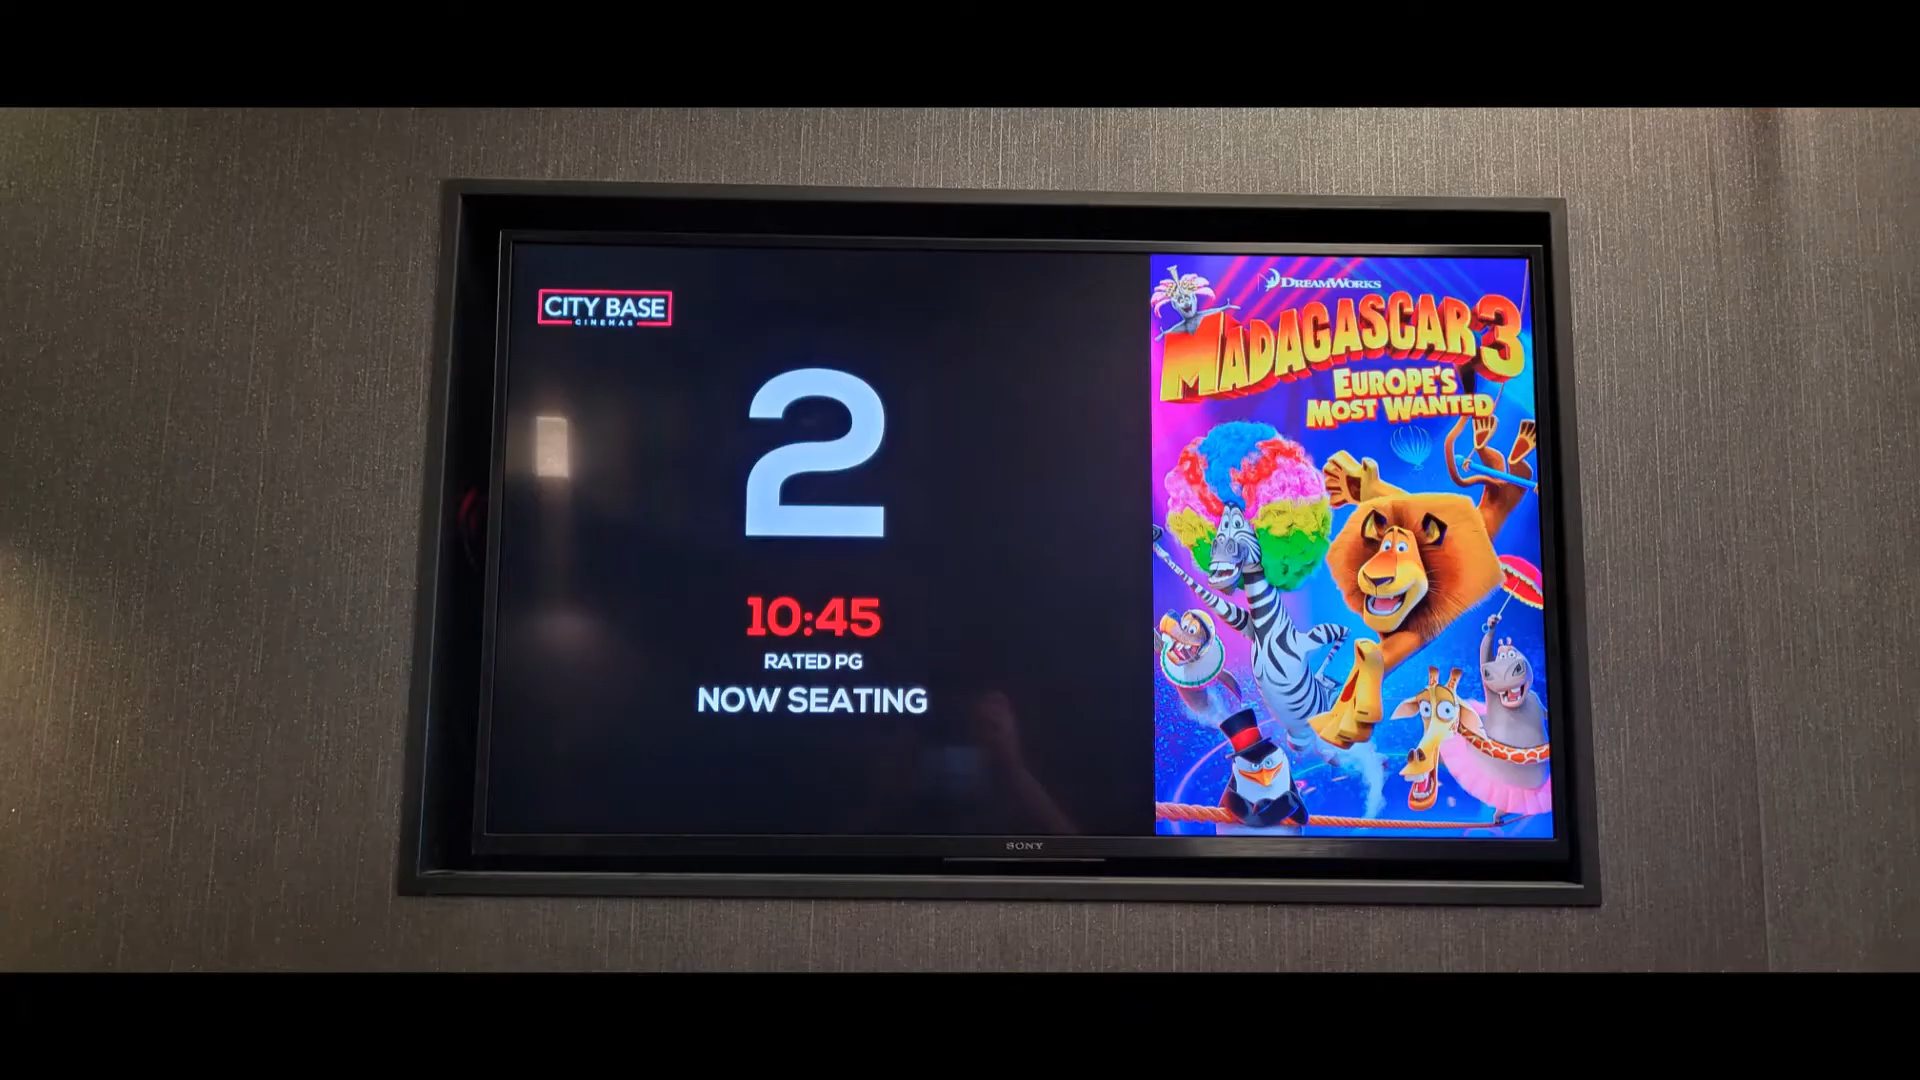 CITY BASE
CINEMAS
2
10:45
RATED PG
NOW SEATING
DREAMWORKS
MADAGASCAR 3
EUROPE'S
MOST WANTED
SONY